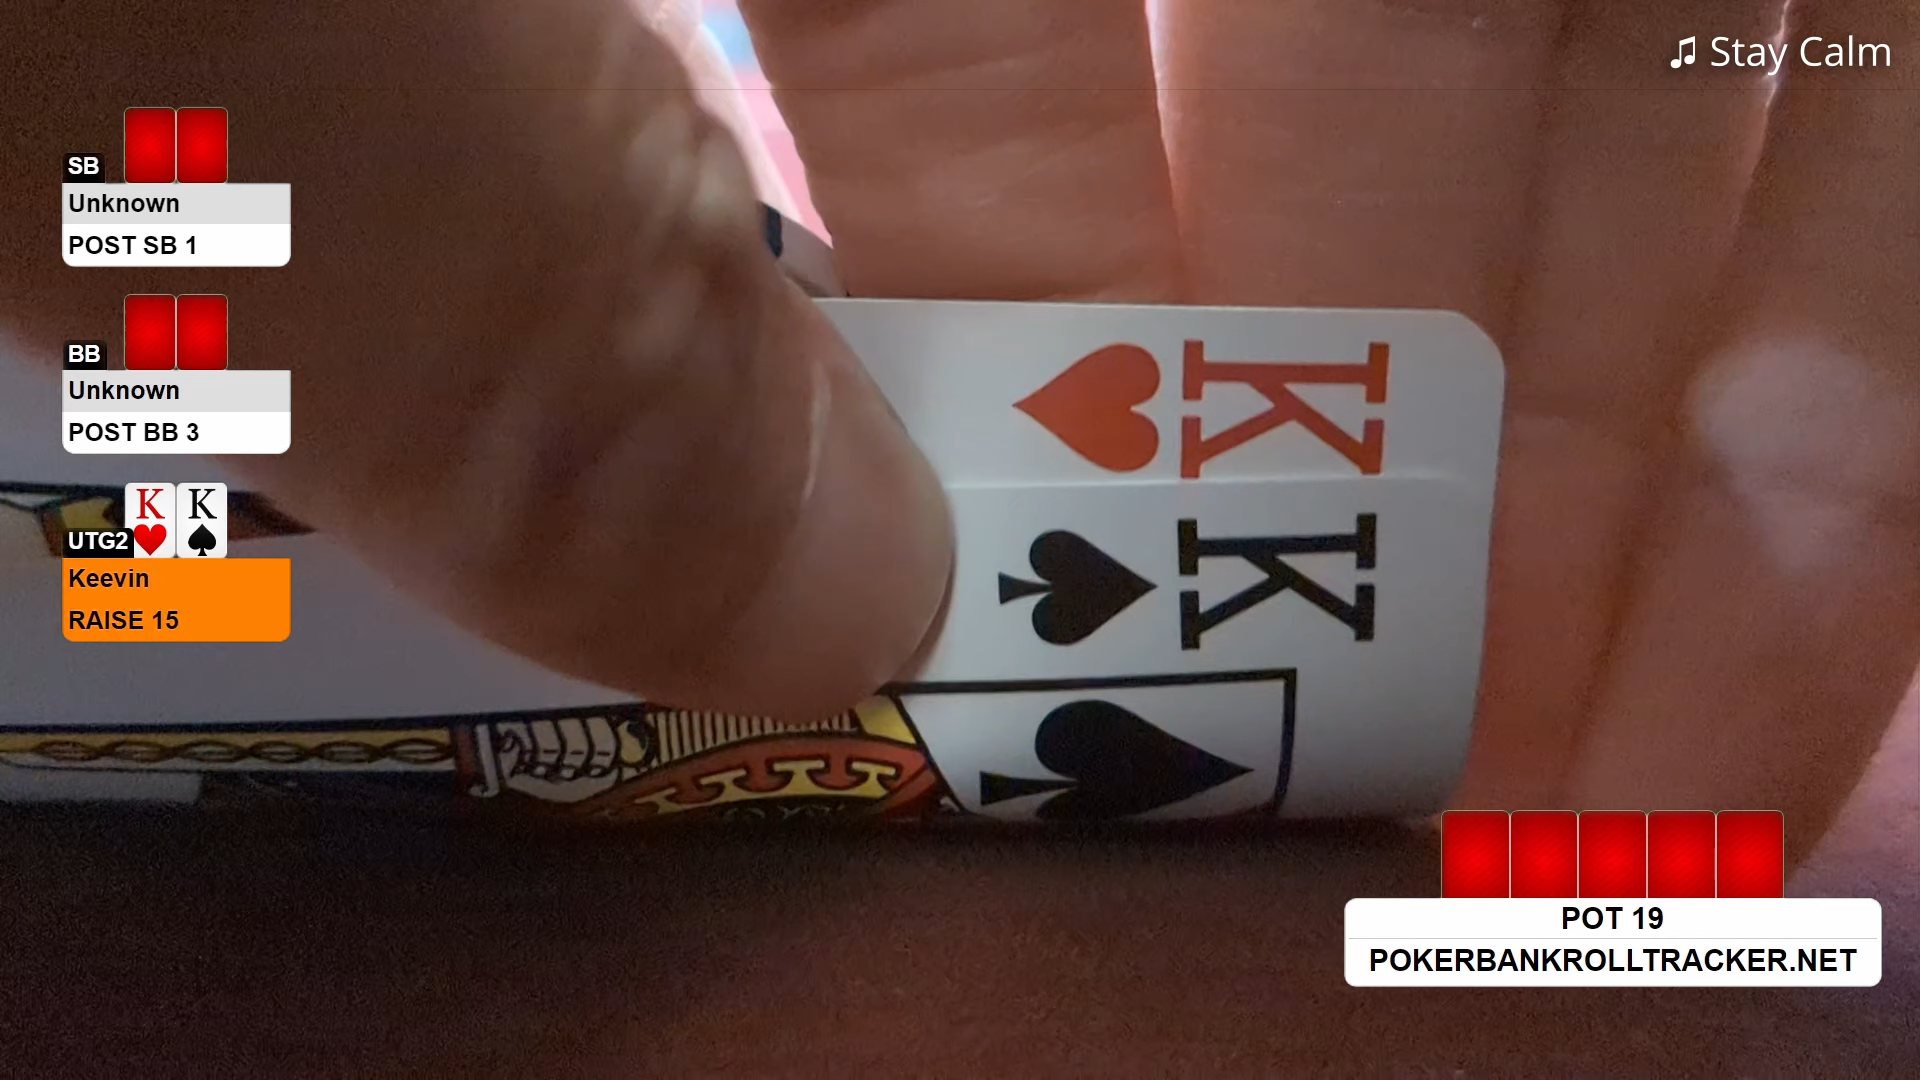 ♫ Stay Calm
SB
Unknown
POST SB 1
BB
Unknown
POST BB 3
K K
UTG2
Keevin
RAISE 15
K
K
POT 19
POKERBANKROLLTRACKER.NET